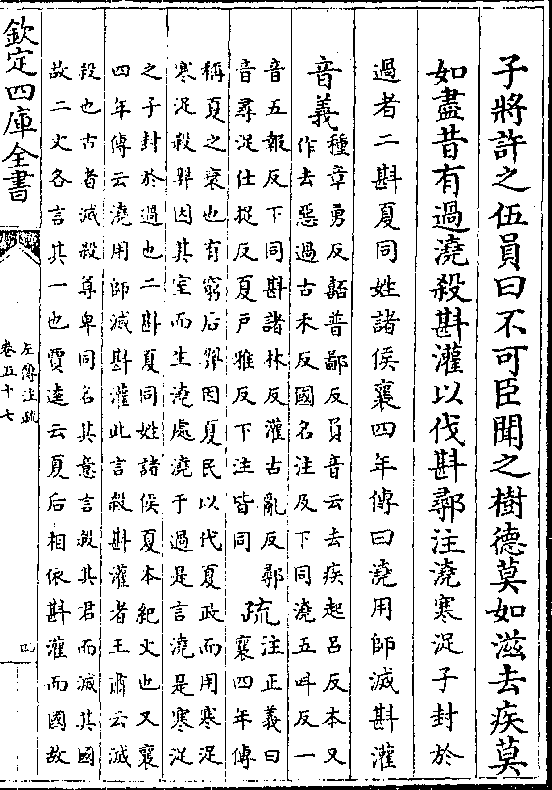 子將許之伍員曰不可臣聞之樹德莫如滋去疾莫
如盡昔有過澆殺斟灌以伐斟鄩注澆寒浞子封於
過者二斟夏同姓諸侯襄四年傳曰澆用師滅斟灌
音義種章勇反嚭普鄙反員音云去疾起呂反本又
作去惡過古禾反國名注及下同澆五呌反一
音五報反下同斟諸林反灌古亂反鄩
音尋浞仕捉反夏戸雅反下注皆同
疏注正義曰
襄四年傳
稱夏之衰也有窮后羿因夏民以代夏政而用寒浞
寒浞殺羿因其室而生澆處澆于過是言澆是寒浞
之子封於過也二斟夏同姓諸侯夏本紀文也又襄
四年傳云澆用師滅斟灌此言殺斟灌者王肅云滅
殺也古者滅殺尊卑同名其意言殺其君而滅其國
故二文各言其一也賈逵云夏后相依斟灌而國故
欽定四庫全書
左傳注疏
卷五十七
四